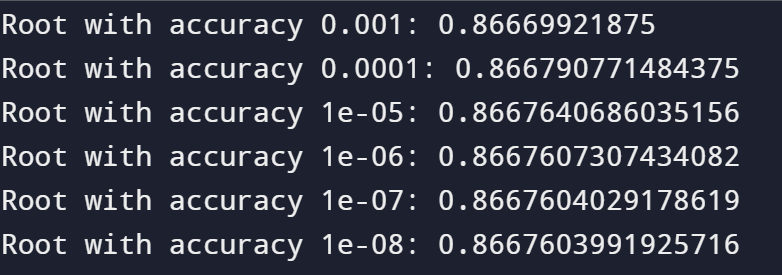 Root with accuracy 0.001: 0.86669921875
Root with accuracy 0.0001: 0.866790771484375
Root with accuracy 1e-05: 0.8667640686035156
Root with accuracy 1e-06: 0.8667607307434082
Root with accuracy 1e-07: 0.8667604029178619
Root with accuracy 1e-08: 0.8667603991925716